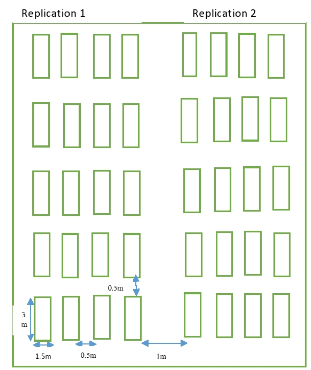 Replication 1
Replication 2
0.5m
3
m
1.5m
0.5m
1m